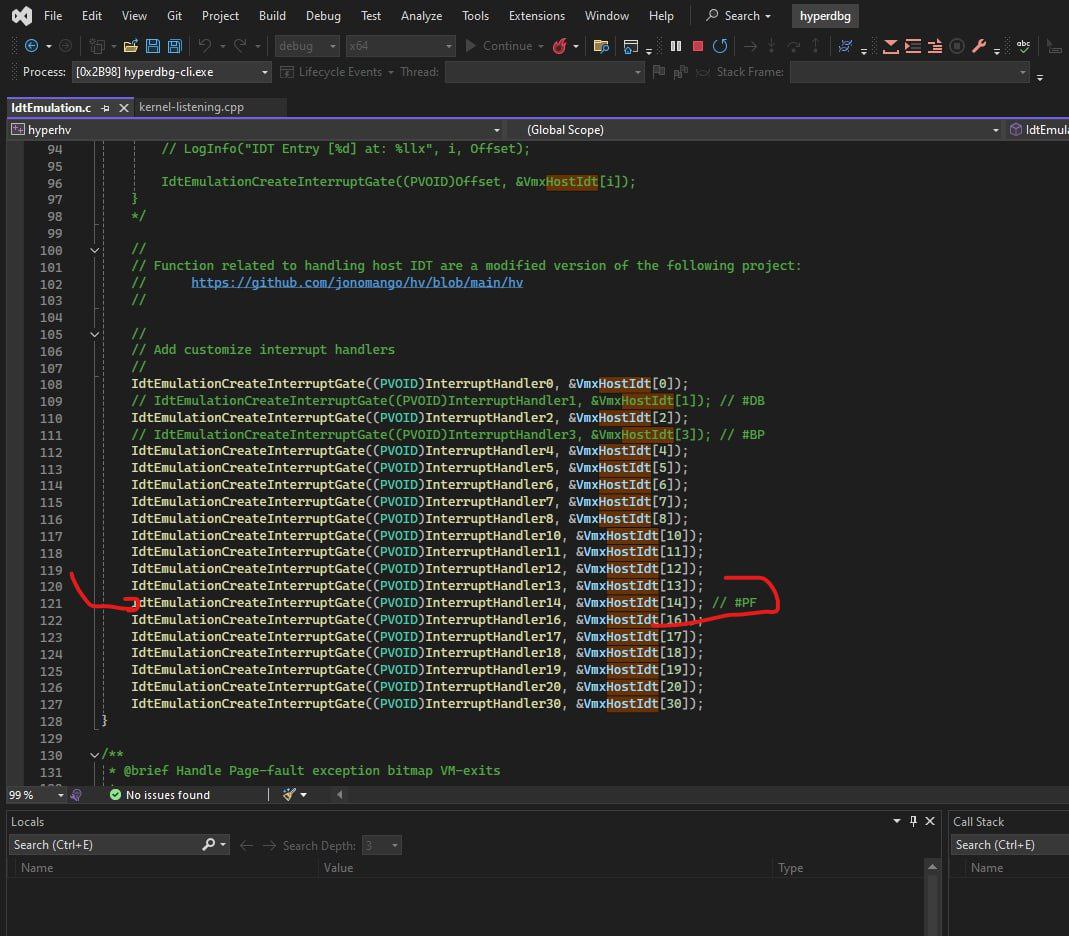 File Edit View Git Project Build Debug Test Analyze Tools Extensions Window Help Search hyperdbg
debug x64 Continue
Process: [0x2B98] hyperdbg-cli.exe Lifecycle Events Thread: Stack Frame:
IdtEmulation.c kernel-listening.cpp
hyperhv (Global Scope) IdtEmula
94 // LogInfo("IDT Entry [%d] at: %llx", i, Offset);
95
96 IdtEmulationCreateInterruptGate((PVOID)Offset, &VmxHostIdt[i]);
97 }
98 */
99
100 //
101 // Function related to handling host IDT are a modified version of the following project:
102 // https://github.com/jonomango/hv/blob/main/hv
103 //
104
105 //
106 // Add customize interrupt handlers
107 //
108 IdtEmulationCreateInterruptGate((PVOID)InterruptHandler0, &VmxHostIdt[0]);
109 // IdtEmulationCreateInterruptGate((PVOID)InterruptHandler1, &VmxHostIdt[1]); // #DB
110 IdtEmulationCreateInterruptGate((PVOID)InterruptHandler2, &VmxHostIdt[2]);
111 // IdtEmulationCreateInterruptGate((PVOID)InterruptHandler3, &VmxHostIdt[3]); // #BP
112 IdtEmulationCreateInterruptGate((PVOID)InterruptHandler4, &VmxHostIdt[4]);
113 IdtEmulationCreateInterruptGate((PVOID)InterruptHandler5, &VmxHostIdt[5]);
114 IdtEmulationCreateInterruptGate((PVOID)InterruptHandler6, &VmxHostIdt[6]);
115 IdtEmulationCreateInterruptGate((PVOID)InterruptHandler7, &VmxHostIdt[7]);
116 IdtEmulationCreateInterruptGate((PVOID)InterruptHandler8, &VmxHostIdt[8]);
117 IdtEmulationCreateInterruptGate((PVOID)InterruptHandler10, &VmxHostIdt[10]);
118 IdtEmulationCreateInterruptGate((PVOID)InterruptHandler11, &VmxHostIdt[11]);
119 IdtEmulationCreateInterruptGate((PVOID)InterruptHandler12, &VmxHostIdt[12]);
120 IdtEmulationCreateInterruptGate((PVOID)InterruptHandler13, &VmxHostIdt[13]);
121 IdtEmulationCreateInterruptGate((PVOID)InterruptHandler14, &VmxHostIdt[14]); // #PF
122 IdtEmulationCreateInterruptGate((PVOID)InterruptHandler16, &VmxHostIdt[16]);
123 IdtEmulationCreateInterruptGate((PVOID)InterruptHandler17, &VmxHostIdt[17]);
124 IdtEmulationCreateInterruptGate((PVOID)InterruptHandler18, &VmxHostIdt[18]);
125 IdtEmulationCreateInterruptGate((PVOID)InterruptHandler19, &VmxHostIdt[19]);
126 IdtEmulationCreateInterruptGate((PVOID)InterruptHandler20, &VmxHostIdt[20]);
127 IdtEmulationCreateInterruptGate((PVOID)InterruptHandler30, &VmxHostIdt[30]);
128 }
129
130 /**
131 * @brief Handle Page-fault exception bitmap VM-exits
99 % No issues found
Locals Call Stack
Search (Ctrl+E) Search Depth: 3 Search (Ctrl+E)
Name Value Type Name